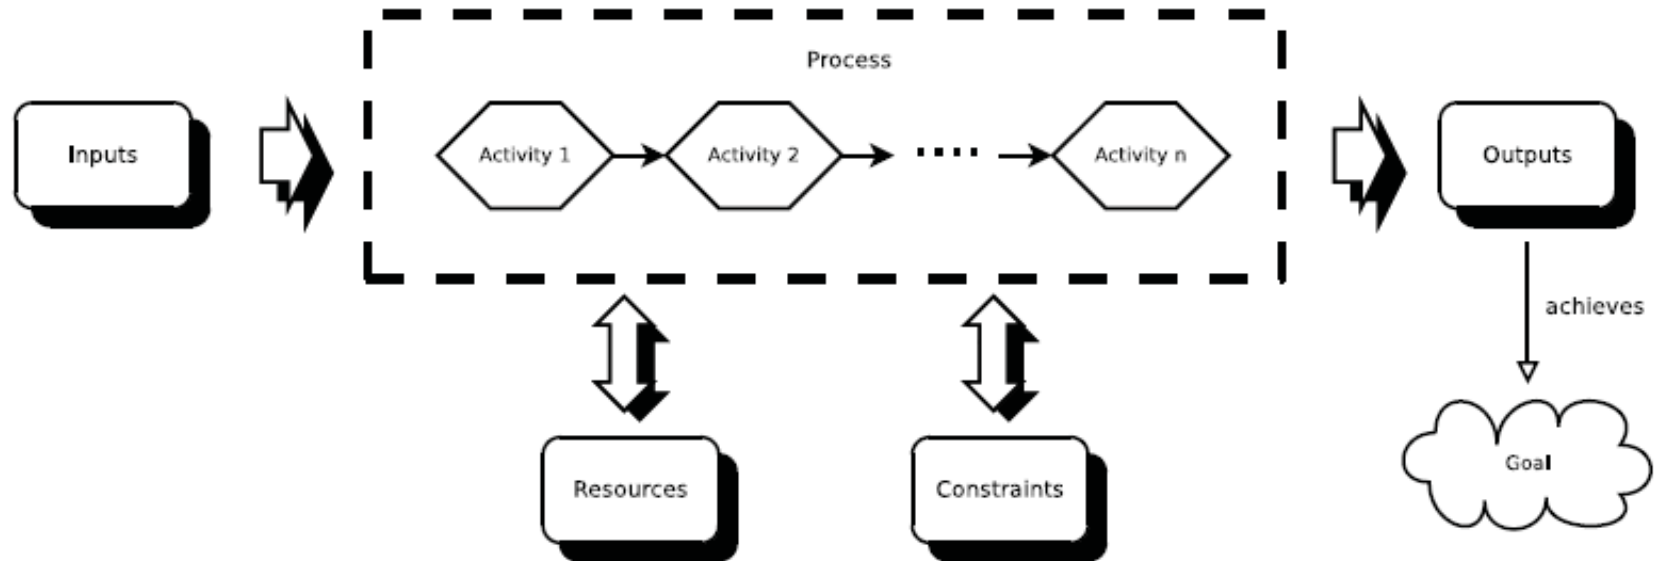 Process
Inputs
Activity 1
Activity 2
.....
Activity n
Outputs
achieves
Resources
Constraints
Goal